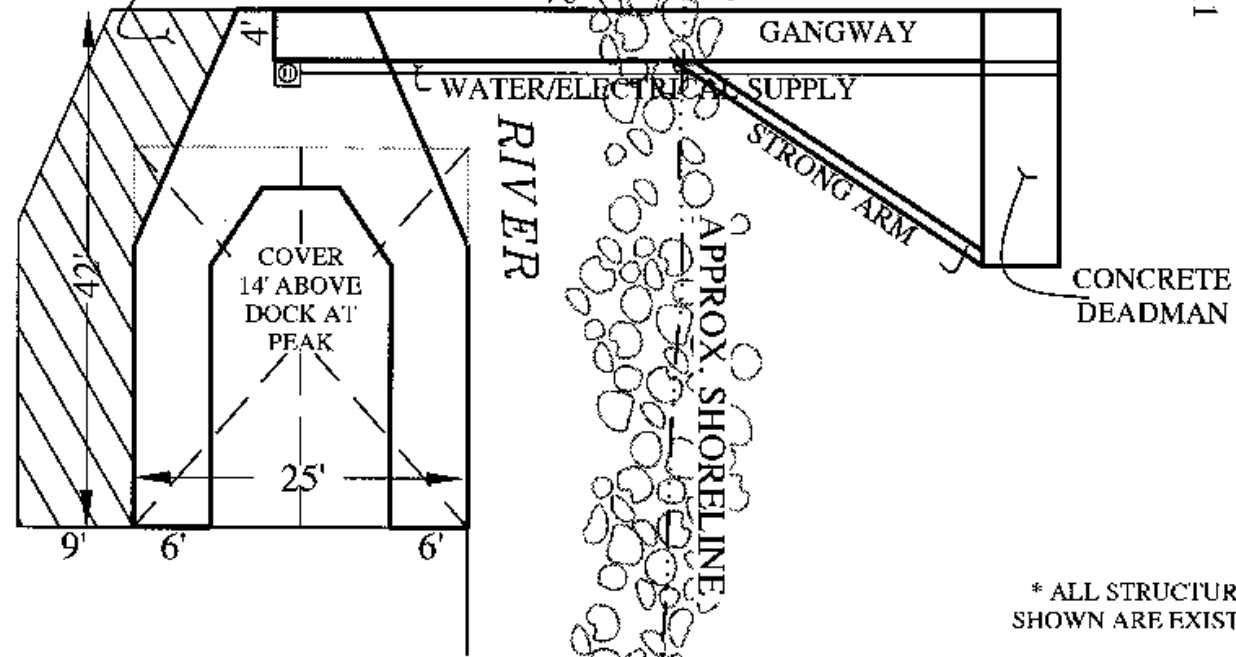 4'
GANGWAY
WATER/ELECTRICAL SUPPLY
RIVER
STRONG ARM
APPROX. SHORELINE
42'
COVER
14' ABOVE
DOCK AT
PEAK
CONCRETE
DEADMAN
25'
9'
6'
6'
* ALL STRUCTUR
SHOWN ARE EXIST